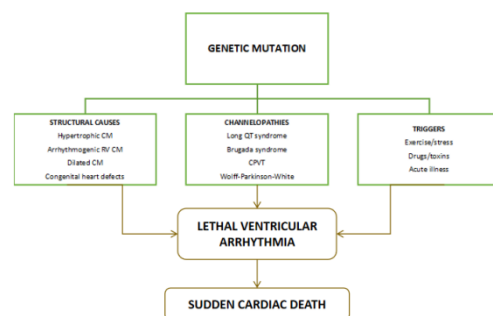 GENETIC MUTATION
STRUCTURAL CAUSES
Hypertrophic CM
Arrhythmogenic RV CM
Dilated CM
Congenital heart defects
CHANNELOPATHIES
Long QT syndrome
Brugada syndrome
CPVT
Wolff-Parkinson-White
TRIGGERS
Exercise/stress
Drugs/toxins
Acute illness
LETHAL VENTRICULAR
ARRHYTHMIA
SUDDEN CARDIAC DEATH